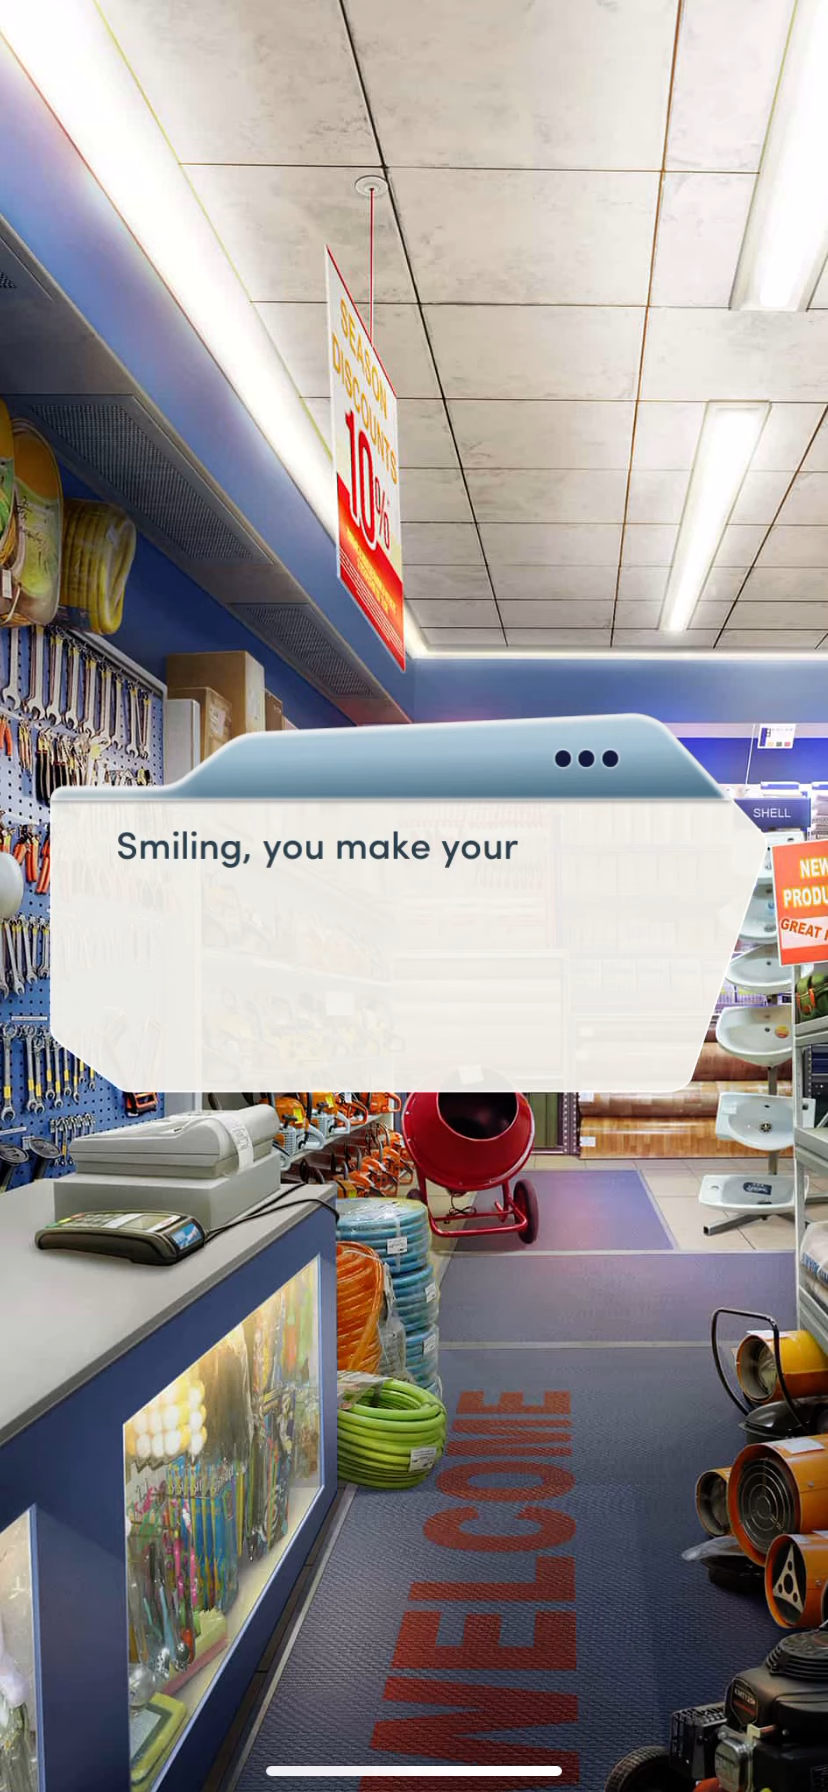 SEASON
DISCOUNTS
10%
Smiling, you make your
SHELL
NEW
PRODU
GREAT
WELCOME